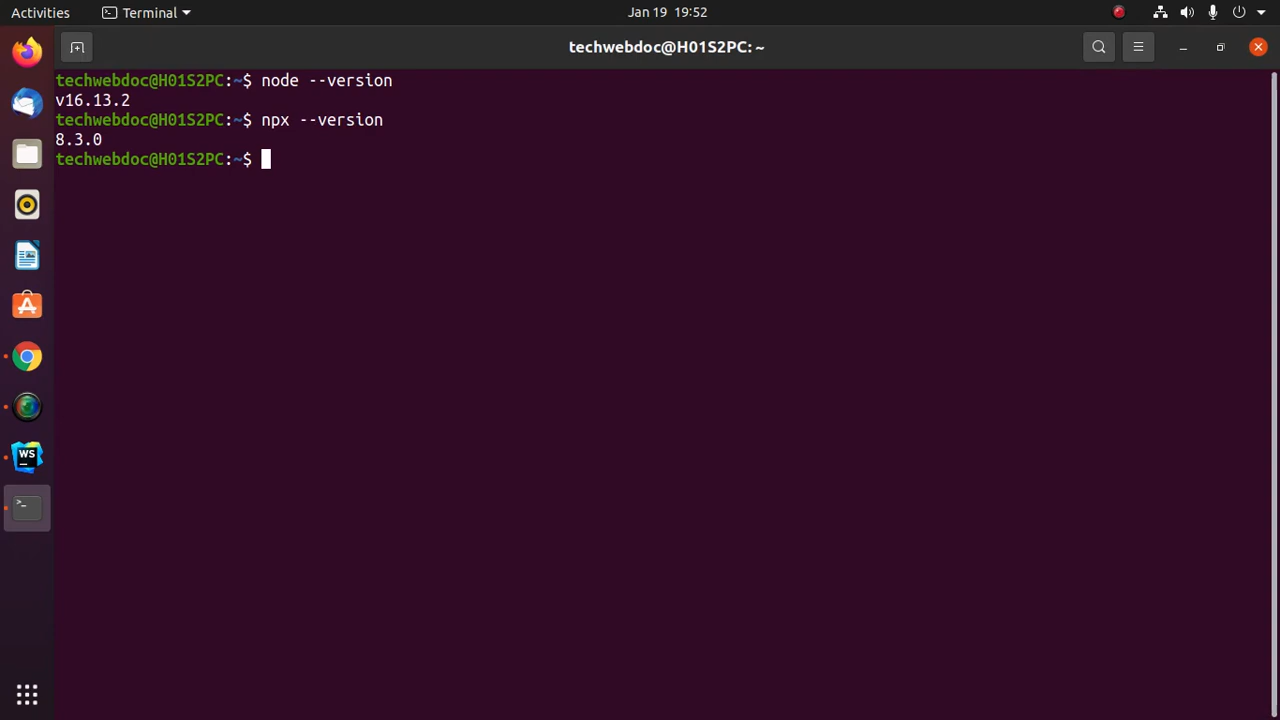 Activities Terminal Jan 19 19:52
techwebdoc@H01S2PC: ~
techwebdoc@H01S2PC:~$ node --version
v16.13.2
techwebdoc@H01S2PC:~$ npx --version
8.3.0
techwebdoc@H01S2PC:~$
WS
>_